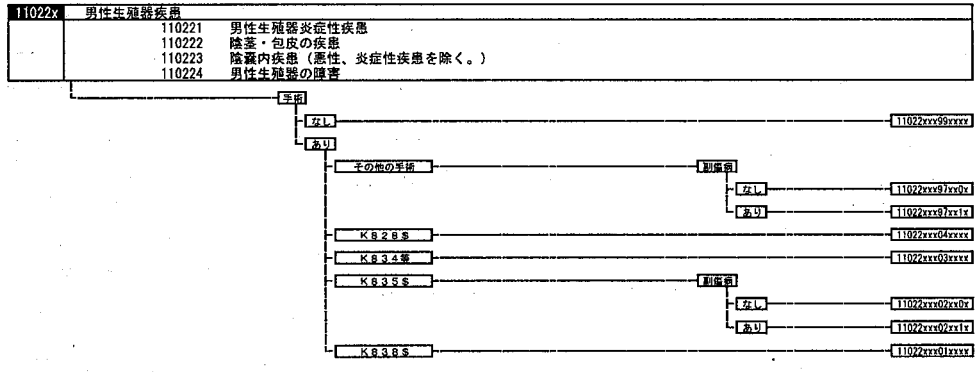 11022x 男性生殖器疾患
110221 男性生殖器炎症性疾患
110222 陰茎・包皮の疾患
110223 陰嚢内疾患（悪性、炎症性疾患を除く。）
110224 男性生殖器の障害
手術
なし 11022xxx99xxxx
あり
その他の手術 副傷病
なし 11022xxx97xx0x
あり 11022xxx97xx1x
K828$ 11022xxx04xxxx
K834等 11022xxx03xxxx
K835$ 副傷病
なし 11022xxx02xx0x
あり 11022xxx02xx1x
K838$ 11022xxx01xxxx